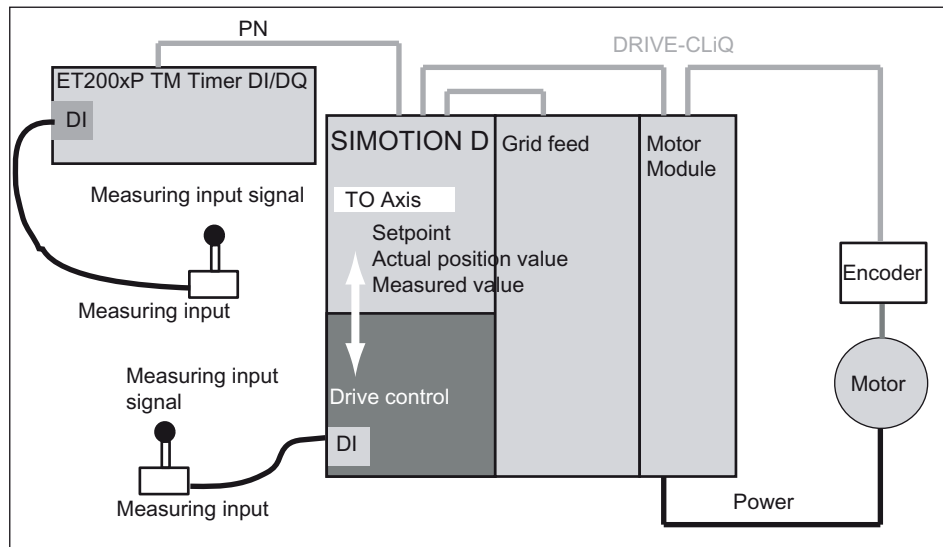 PN
DRIVE-CLiQ
ET200xP TM Timer DI/DQ
DI
SIMOTION D
Grid feed
Motor
Module
Measuring input signal
TO Axis
Setpoint
Actual position value
Measured value
Encoder
Measuring input
Measuring input
signal
Drive control
Motor
DI
Measuring input
Power